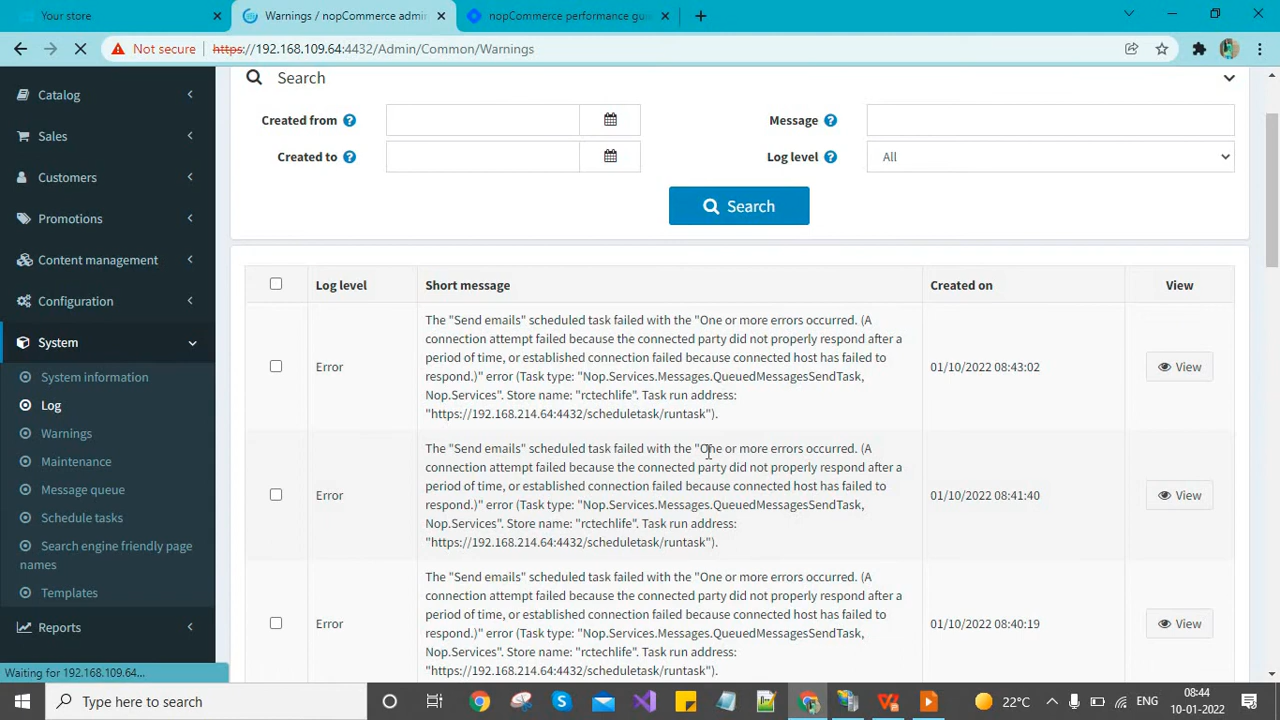 Your store
Warnings / nopCommerce admi
nopCommerce performance gui
Not secure
https://192.168.109.64:4432/Admin/Common/Warnings
Catalog
Sales
Customers
Promotions
Content management
Configuration
System
System information
Log
Warnings
Maintenance
Message queue
Schedule tasks
Search engine friendly page
names
Templates
Reports
Search
Created from
Message
Created to
Log level
All
Search
Log level
Short message
Created on
View
Error
The "Send emails" scheduled task failed with the "One or more errors occurred. (A
connection attempt failed because the connected party did not properly respond after a
period of time, or established connection failed because connected host has failed to
respond.)" error (Task type: "Nop.Services.Messages.QueuedMessagesSendTask,
Nop.Services". Store name: "rctechlife". Task run address:
"https://192.168.214.64:4432/scheduletask/runtask").
01/10/2022 08:43:02
View
Error
The "Send emails" scheduled task failed with the "One or more errors occurred. (A
connection attempt failed because the connected party did not properly respond after a
period of time, or established connection failed because connected host has failed to
respond.)" error (Task type: "Nop.Services.Messages.QueuedMessagesSendTask,
Nop.Services". Store name: "rctechlife". Task run address:
"https://192.168.214.64:4432/scheduletask/runtask").
01/10/2022 08:41:40
View
Error
The "Send emails" scheduled task failed with the "One or more errors occurred. (A
connection attempt failed because the connected party did not properly respond after a
period of time, or established connection failed because connected host has failed to
respond.)" error (Task type: "Nop.Services.Messages.QueuedMessagesSendTask,
Nop.Services". Store name: "rctechlife". Task run address:
"https://192.168.214.64:4432/scheduletask/runtask").
01/10/2022 08:40:19
View
Waiting for 192.168.109.64...
Type here to search
22°C
ENG
08:44
10-01-2022